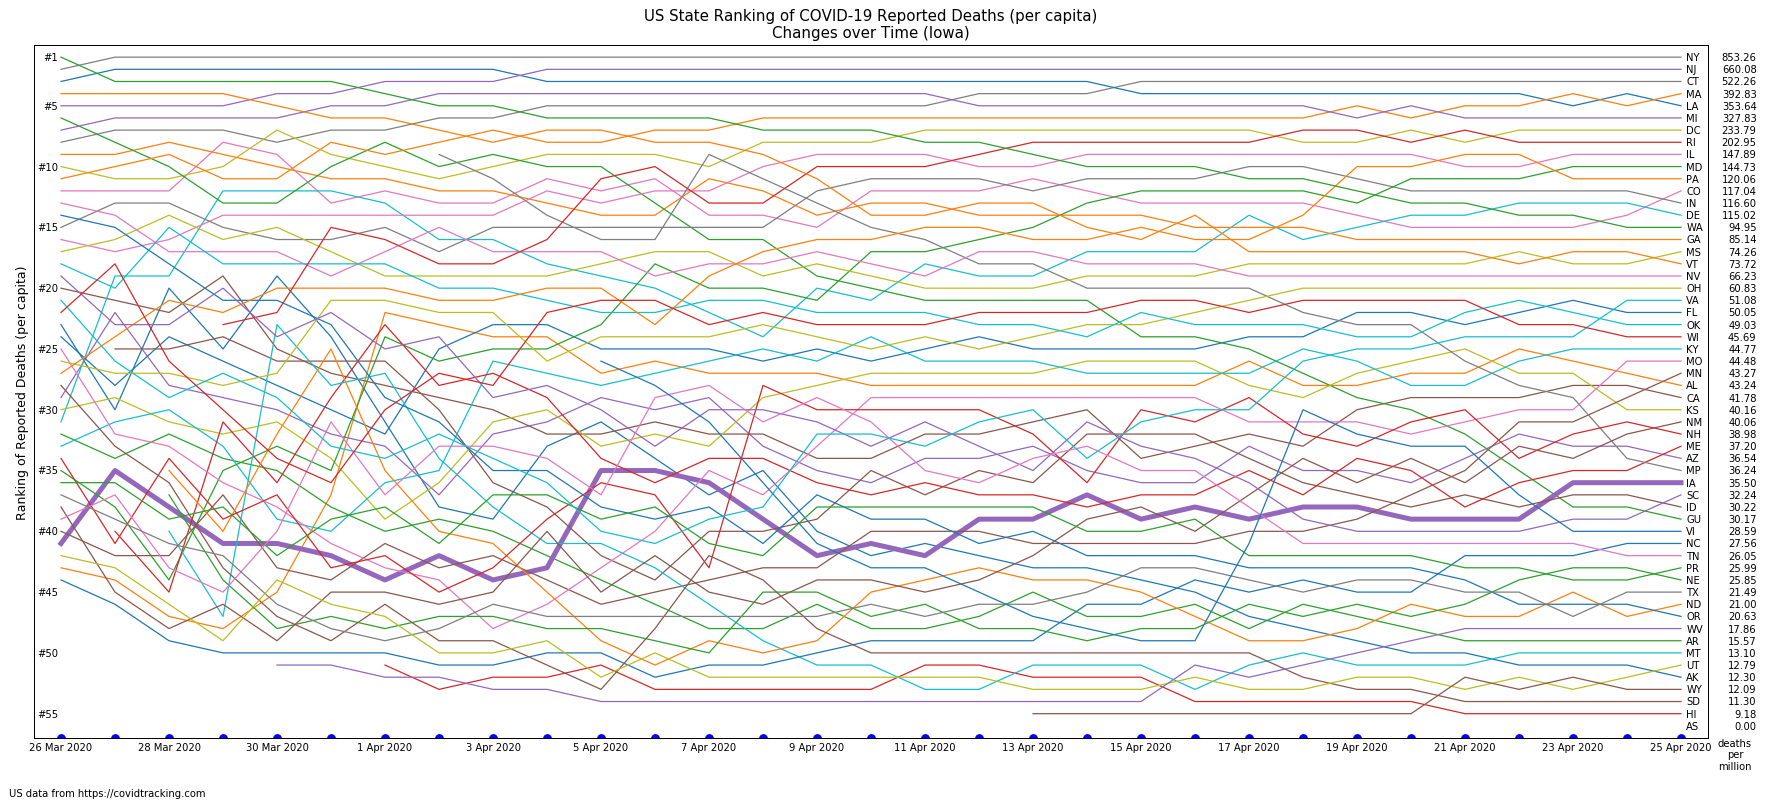 US State Ranking of COVID-19 Reported Deaths (per capita)
Changes over Time (Iowa)
Ranking of Reported Deaths (per capita)
#1
#5
#10
#15
#20
#25
#30
#35
#40
#45
#50
#55
NY 853.26
NJ 660.08
CT 522.26
MA 392.83
LA 353.64
MI 327.83
DC 233.79
RI 202.95
IL 147.89
MD 144.73
PA 120.06
CO 117.04
IN 116.60
DE 115.02
WA 94.95
GA 85.14
MS 74.26
VT 73.72
NV 66.23
OH 60.83
VA 51.08
FL 50.05
OK 49.03
WI 45.69
KY 44.77
MO 44.48
MN 43.27
AL 43.24
CA 41.78
KS 40.16
NM 40.06
NH 38.98
ME 37.20
AZ 36.54
MP 36.24
IA 35.50
SC 32.24
ID 30.22
GU 30.17
VI 28.59
NC 27.56
TN 26.05
PR 25.99
NE 25.85
TX 21.49
ND 21.00
OR 20.63
WV 17.86
AR 15.57
MT 13.10
UT 12.79
AK 12.30
WY 12.09
SD 11.30
HI 9.18
AS 0.00
26 Mar 2020 28 Mar 2020 30 Mar 2020 1 Apr 2020 3 Apr 2020 5 Apr 2020 7 Apr 2020 9 Apr 2020 11 Apr 2020 13 Apr 2020 15 Apr 2020 17 Apr 2020 19 Apr 2020 21 Apr 2020 23 Apr 2020 25 Apr 2020
deaths
per
million
US data from https://covidtracking.com